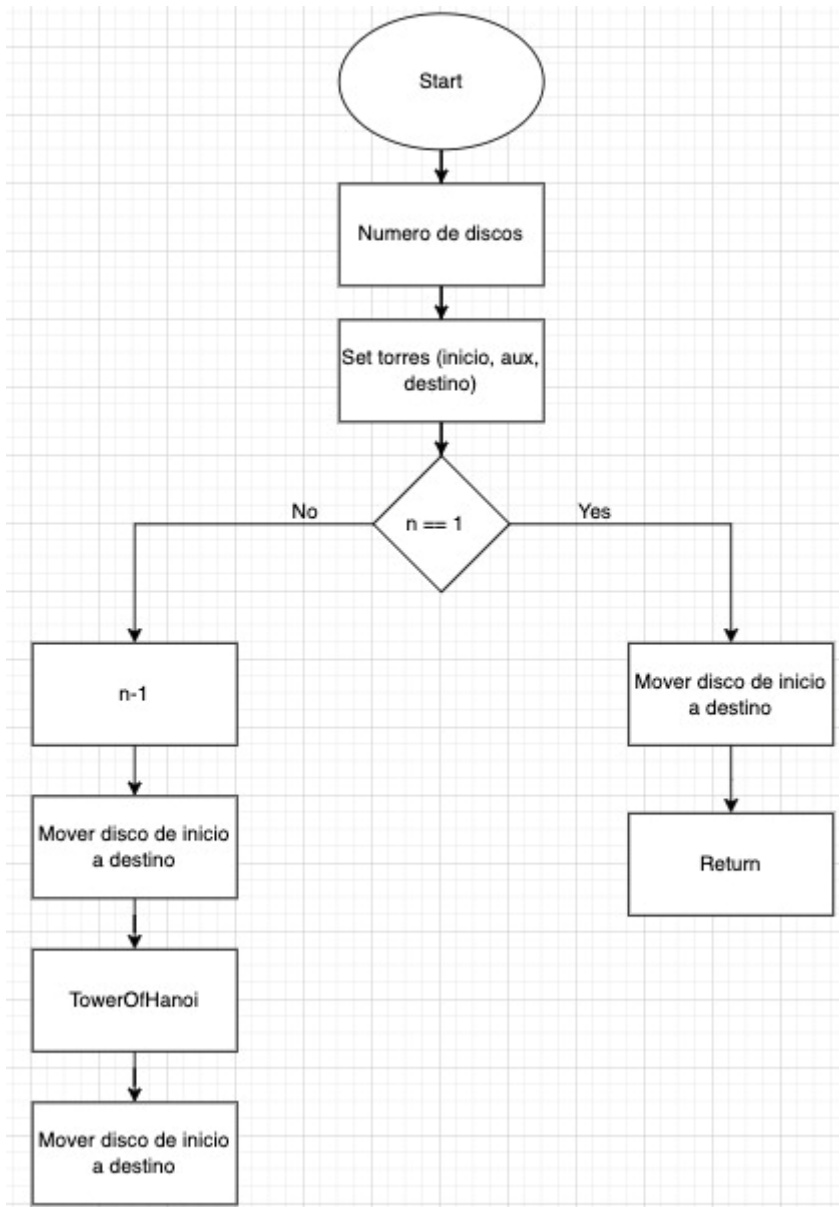 Start
Numero de discos
Set torres (inicio, aux,
destino)
No
n == 1
Yes
n-1
Mover disco de inicio
a destino
Mover disco de inicio
a destino
Return
TowerOfHanoi
Mover disco de inicio
a destino